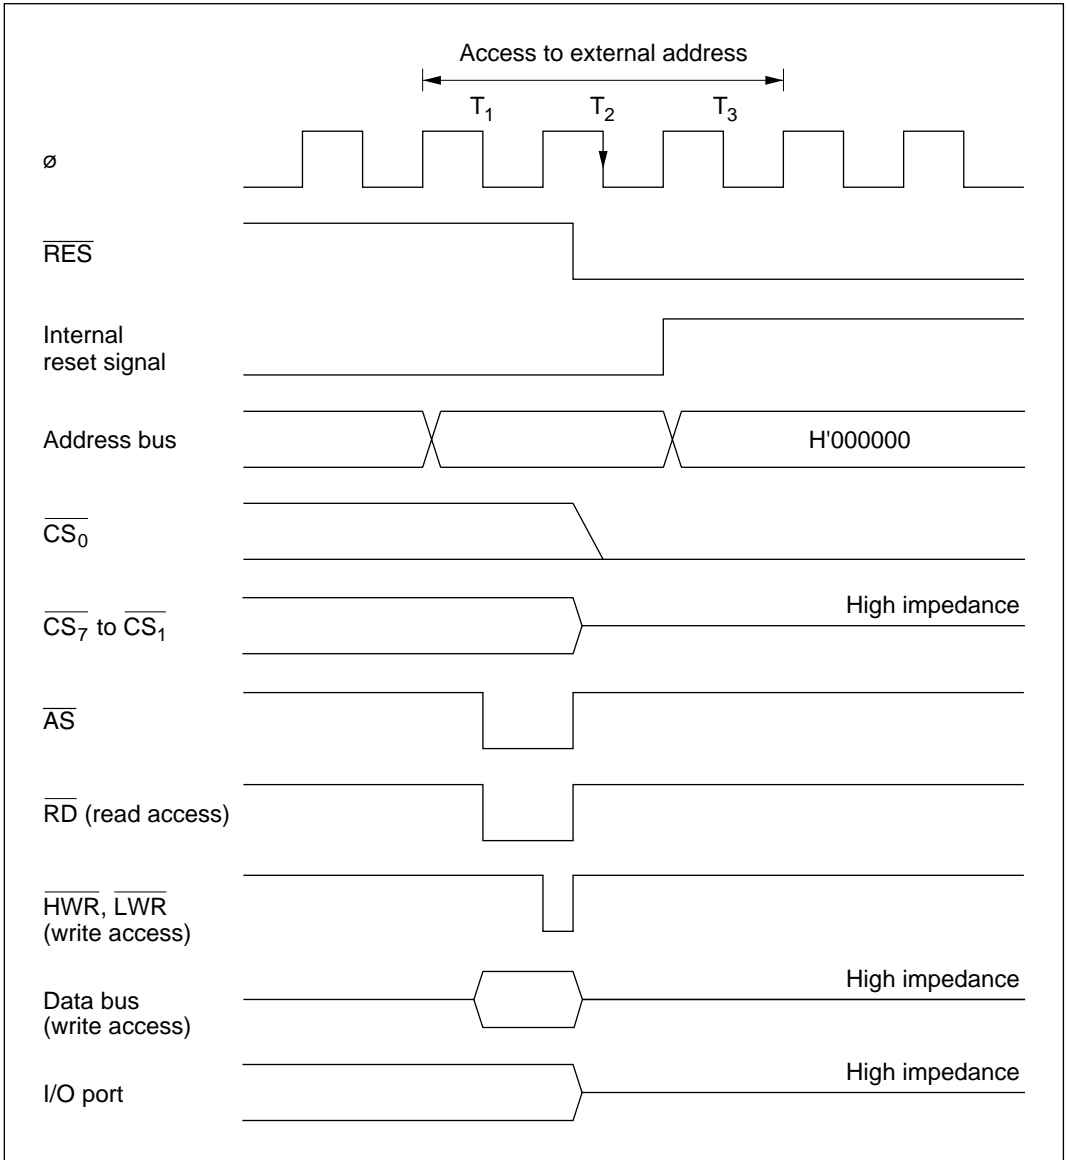 Access to external address
T1 T2 T3
ø
RES
Internal
reset signal
Address bus H'000000
CS0
CS7 to CS1 High impedance
AS
RD (read access)
HWR, LWR
(write access)
Data bus High impedance
(write access)
I/O port High impedance